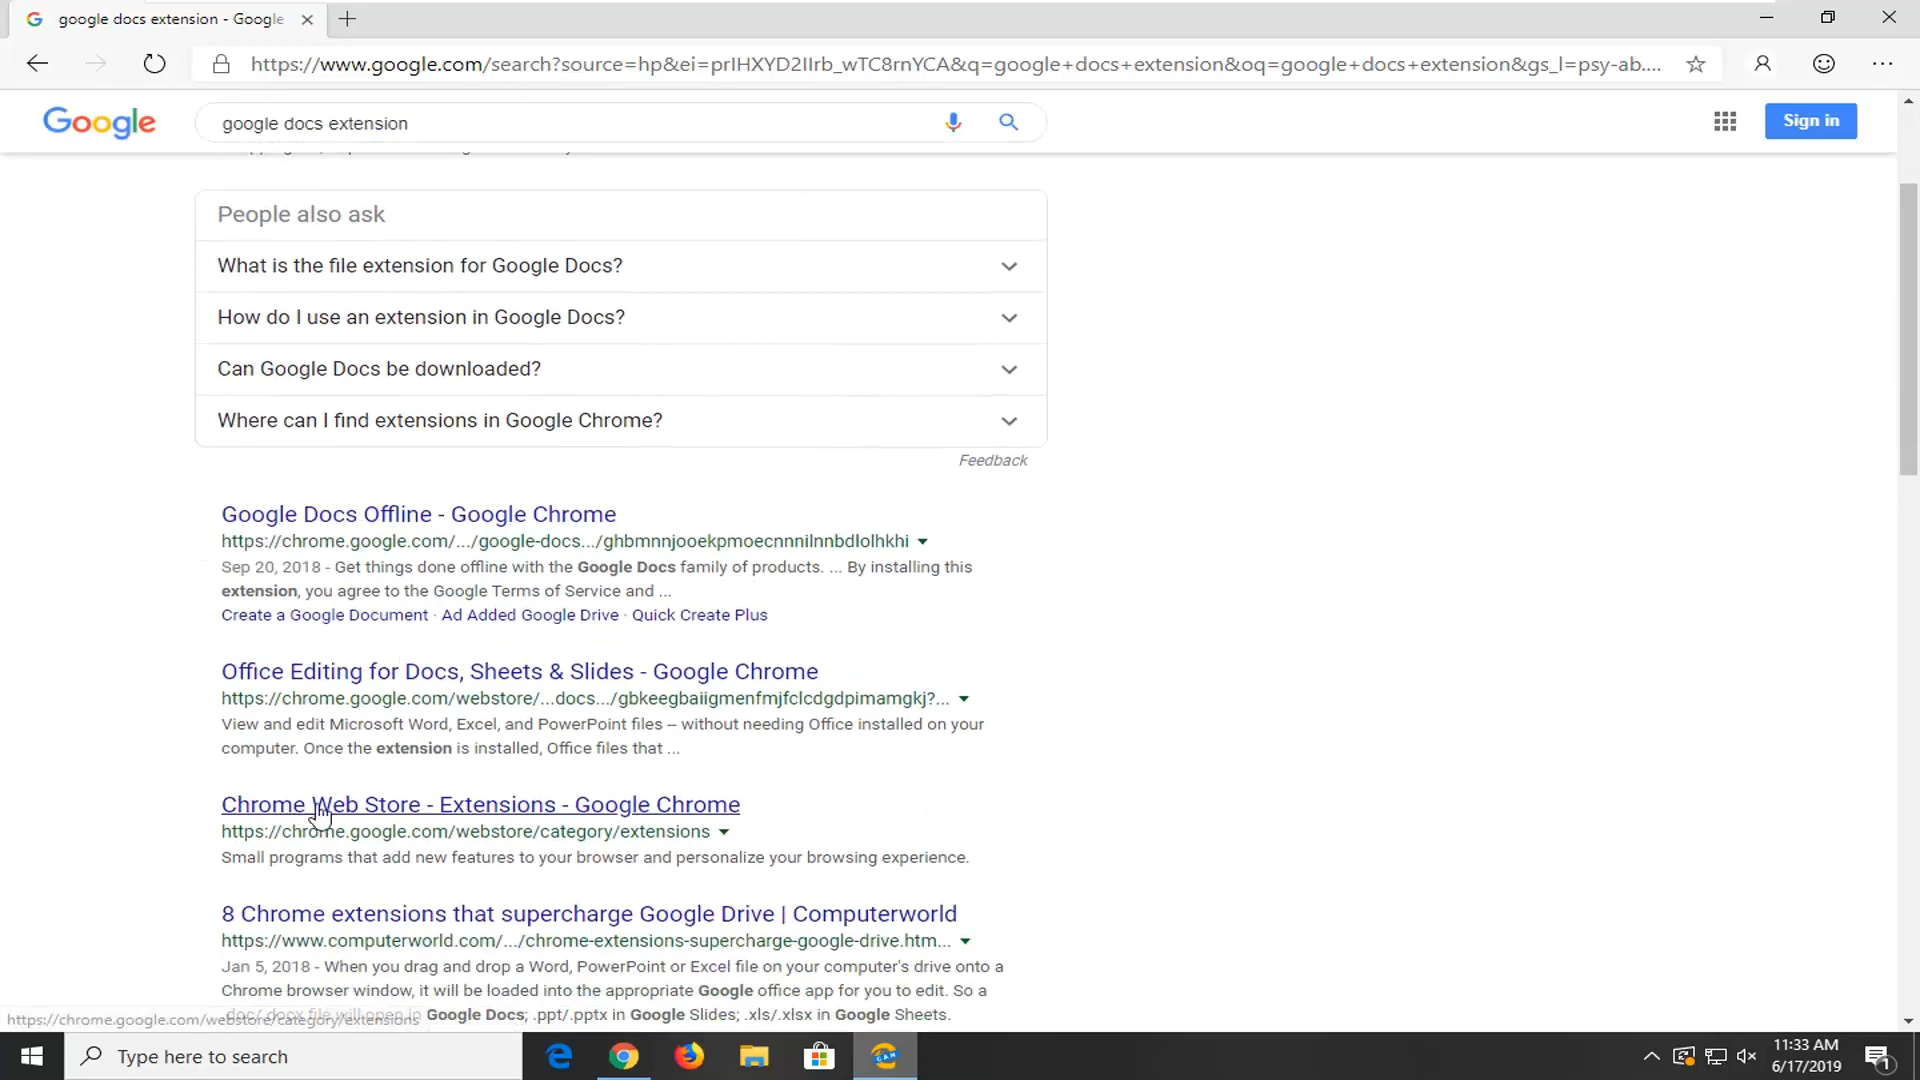 google docs extension - Google
https://www.google.com/search?source=hp&ei=prIHXYD2IIrb_wTC8rnYCA&q=google+docs+extension&oq=google+docs+extension&gs_l=psy-ab....
Google
google docs extension
Sign in
People also ask
What is the file extension for Google Docs?
How do I use an extension in Google Docs?
Can Google Docs be downloaded?
Where can I find extensions in Google Chrome?
Feedback
Google Docs Offline - Google Chrome
https://chrome.google.com/.../google-docs.../ghbmnnjooekpmoecnnnilnnbdlolhkhi
Sep 20, 2018 - Get things done offline with the Google Docs family of products. ... By installing this
extension, you agree to the Google Terms of Service and ...
Create a Google Document · Ad Added Google Drive · Quick Create Plus
Office Editing for Docs, Sheets & Slides - Google Chrome
https://chrome.google.com/webstore/...docs.../gbkeegbaiigmenfmjfclcdgdpimamgkj?...
View and edit Microsoft Word, Excel, and PowerPoint files -- without needing Office installed on your
computer. Once the extension is installed, Office files that ...
Chrome Web Store - Extensions - Google Chrome
https://chrome.google.com/webstore/category/extensions
Small programs that add new features to your browser and personalize your browsing experience.
8 Chrome extensions that supercharge Google Drive | Computerworld
https://www.computerworld.com/.../chrome-extensions-supercharge-google-drive.htm...
Jan 5, 2018 - When you drag and drop a Word, PowerPoint or Excel file on your computer's drive onto a
Chrome browser window, it will be loaded into the appropriate Google office app for you to edit. So a
.doc/.docx file will open in Google Docs; .ppt/.pptx in Google Slides; .xls/.xlsx in Google Sheets.
https://chrome.google.com/webstore/category/extensions
Type here to search
GAN
11:33 AM
6/17/2019
1